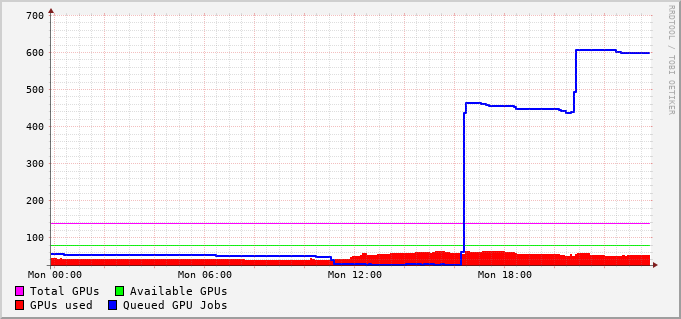 700
600
500
400
300
200
100
Mon 00:00 Mon 06:00 Mon 12:00 Mon 18:00
Total GPUs Available GPUs
GPUs used Queued GPU Jobs
RRDTOOL / TOBI OETIKER